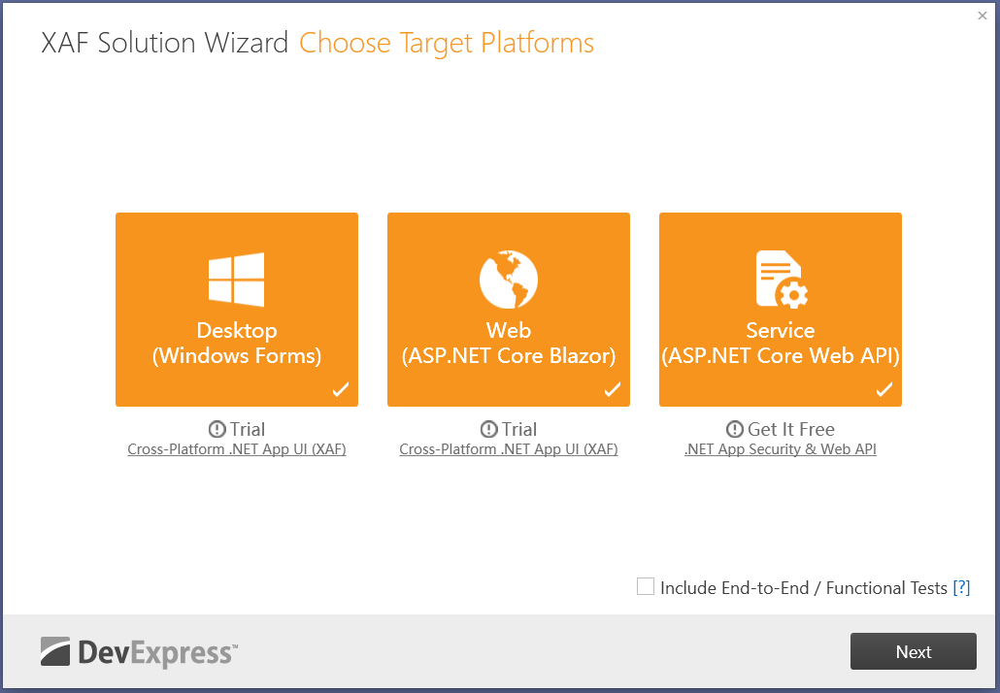 XAF Solution Wizard Choose Target Platforms
Desktop
(Windows Forms)
Web
(ASP.NET Core Blazor)
Service
(ASP.NET Core Web API)
Trial
Cross-Platform .NET App UI (XAF)
Trial
Cross-Platform .NET App UI (XAF)
Get It Free
.NET App Security & Web API
Include End-to-End / Functional Tests [?]
DevExpress™
Next